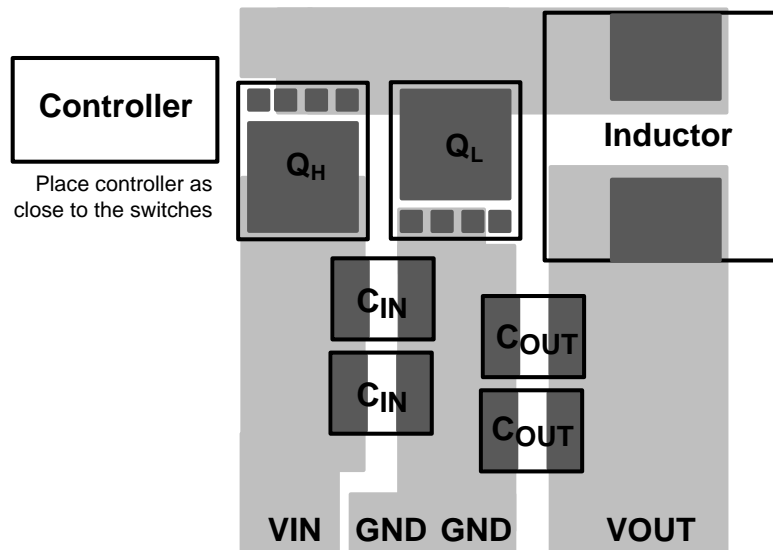 Controller
Place controller as
close to the switches
QH
QL
Inductor
CIN
CIN
COUT
COUT
VIN
GND
GND
VOUT